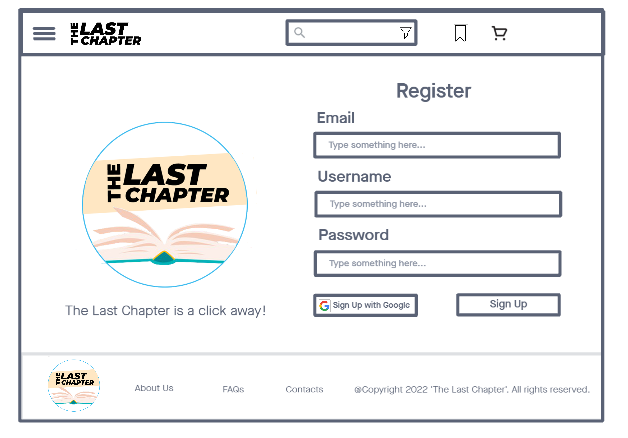 THE LAST CHAPTER
Register
Email
Type something here...
Username
Type something here...
Password
Type something here...
G Sign Up with Google
Sign Up
THE LAST CHAPTER
The Last Chapter is a click away!
THE LAST CHAPTER
About Us
FAQs
Contacts
@Copyright 2022 'The Last Chapter'. All rights reserved.